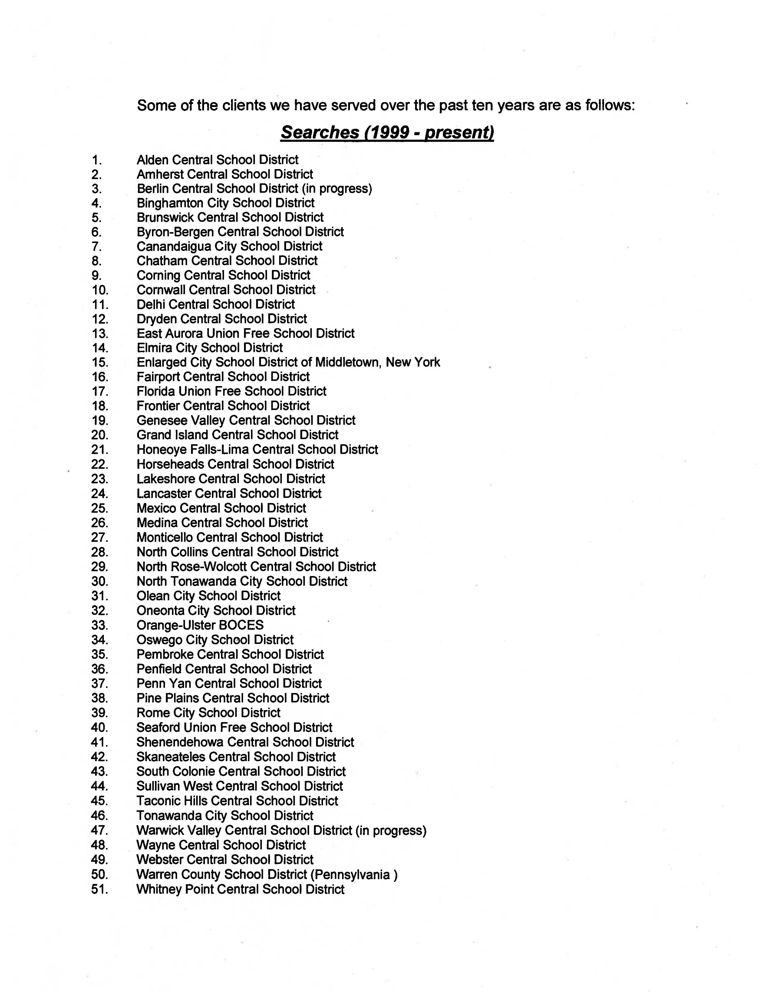 Some of the clients we have served over the past ten years are as follows:
Searches (1999 - present)
1. Alden Central School District
2. Amherst Central School District
3. Berlin Central School District (in progress)
4. Binghamton City School District
5. Brunswick Central School District
6. Byron-Bergen Central School District
7. Canandaigua City School District
8. Chatham Central School District
9. Corning Central School District
10. Cornwall Central School District
11. Delhi Central School District
12. Dryden Central School District
13. East Aurora Union Free School District
14. Elmira City School District
15. Enlarged City School District of Middletown, New York
16. Fairport Central School District
17. Florida Union Free School District
18. Frontier Central School District
19. Genesee Valley Central School District
20. Grand Island Central School District
21. Honeoye Falls-Lima Central School District
22. Horseheads Central School District
23. Lakeshore Central School District
24. Lancaster Central School District
25. Mexico Central School District
26. Medina Central School District
27. Monticello Central School District
28. North Collins Central School District
29. North Rose-Wolcott Central School District
30. North Tonawanda City School District
31. Olean City School District
32. Oneonta City School District
33. Orange-Ulster BOCES
34. Oswego City School District
35. Pembroke Central School District
36. Penfield Central School District
37. Penn Yan Central School District
38. Pine Plains Central School District
39. Rome City School District
40. Seaford Union Free School District
41. Shenendehowa Central School District
42. Skaneateles Central School District
43. South Colonie Central School District
44. Sullivan West Central School District
45. Taconic Hills Central School District
46. Tonawanda City School District
47. Warwick Valley Central School District (in progress)
48. Wayne Central School District
49. Webster Central School District
50. Warren County School District (Pennsylvania )
51. Whitney Point Central School District